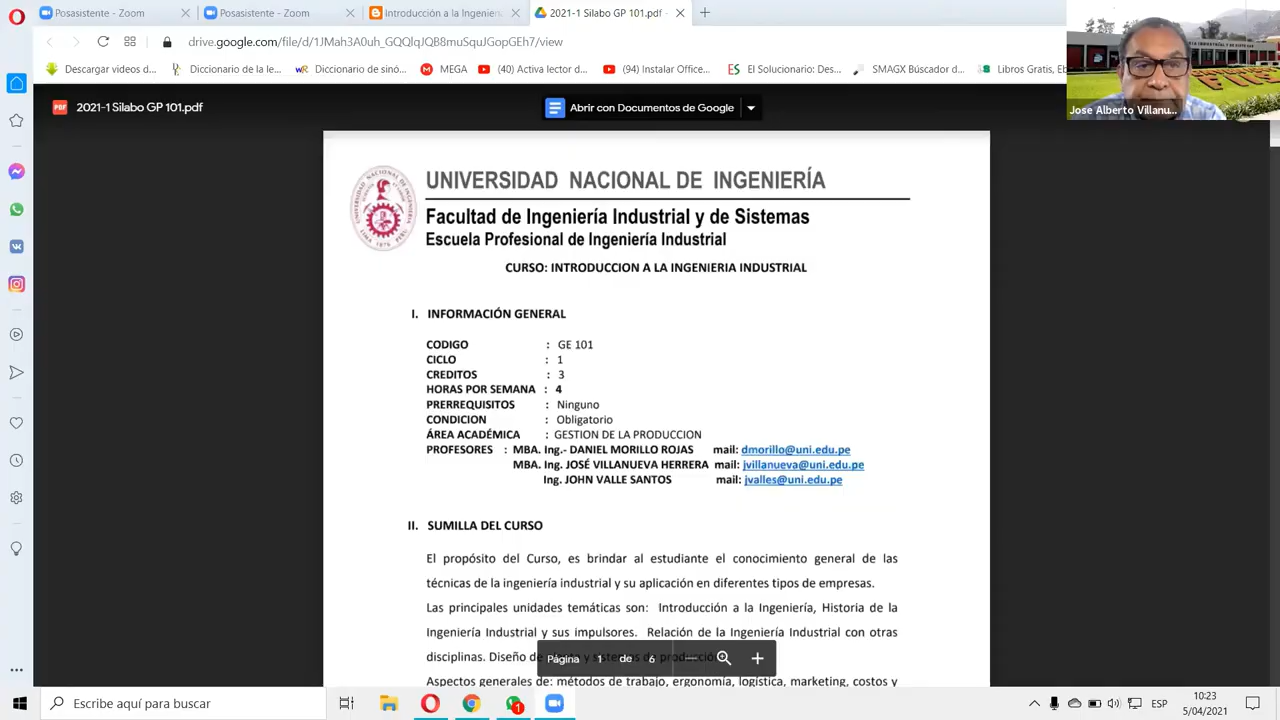 Posasistente - Zoom
Posasistente - Zoom
Introducción a la Ingenier
2021-1 Silabo GP 101.pdf
drive.google.com/file/d/1JMah3A0uh_GQQlqJQB8muSquJGopGEh7/view
Descargar videos d...
Diccionario de la le...
Diccionario de sino...
MEGA
(40) Activa lector d...
(94) Instalar Office...
El Solucionario: Des...
SMAGX Búscador d...
Libros Gratis, Eb
2021-1 Silabo GP 101.pdf
Abrir con Documentos de Google
Jose Alberto Villanu...
UNIVERSIDAD NACIONAL DE INGENIERÍA
Facultad de Ingeniería Industrial y de Sistemas
Escuela Profesional de Ingeniería Industrial
CURSO: INTRODUCCION A LA INGENIERIA INDUSTRIAL
I. INFORMACIÓN GENERAL
CODIGO : GE 101
CICLO : 1
CREDITOS : 3
HORAS POR SEMANA : 4
PRERREQUISITOS : Ninguno
CONDICION : Obligatorio
ÁREA ACADÉMICA : GESTION DE LA PRODUCCION
PROFESORES : MBA. Ing.- DANIEL MORILLO ROJAS mail: dmorillo@uni.edu.pe
MBA. Ing. JOSÉ VILLANUEVA HERRERA mail: jvillanueva@uni.edu.pe
Ing. JOHN VALLE SANTOS mail: jvalles@uni.edu.pe
II. SUMILLA DEL CURSO
El propósito del Curso, es brindar al estudiante el conocimiento general de las
técnicas de la ingeniería industrial y su aplicación en diferentes tipos de empresas.
Las principales unidades temáticas son: Introducción a la Ingeniería, Historia de la
Ingeniería Industrial y sus impulsores. Relación de la Ingeniería Industrial con otras
disciplinas. Diseño de y sistemas de producción
Aspectos generales de: métodos de trabajo, ergonomía, logística, marketing, costos y
Página 1 de 6
Escribe aquí para buscar
1
ESP
10:23
5/04/2021